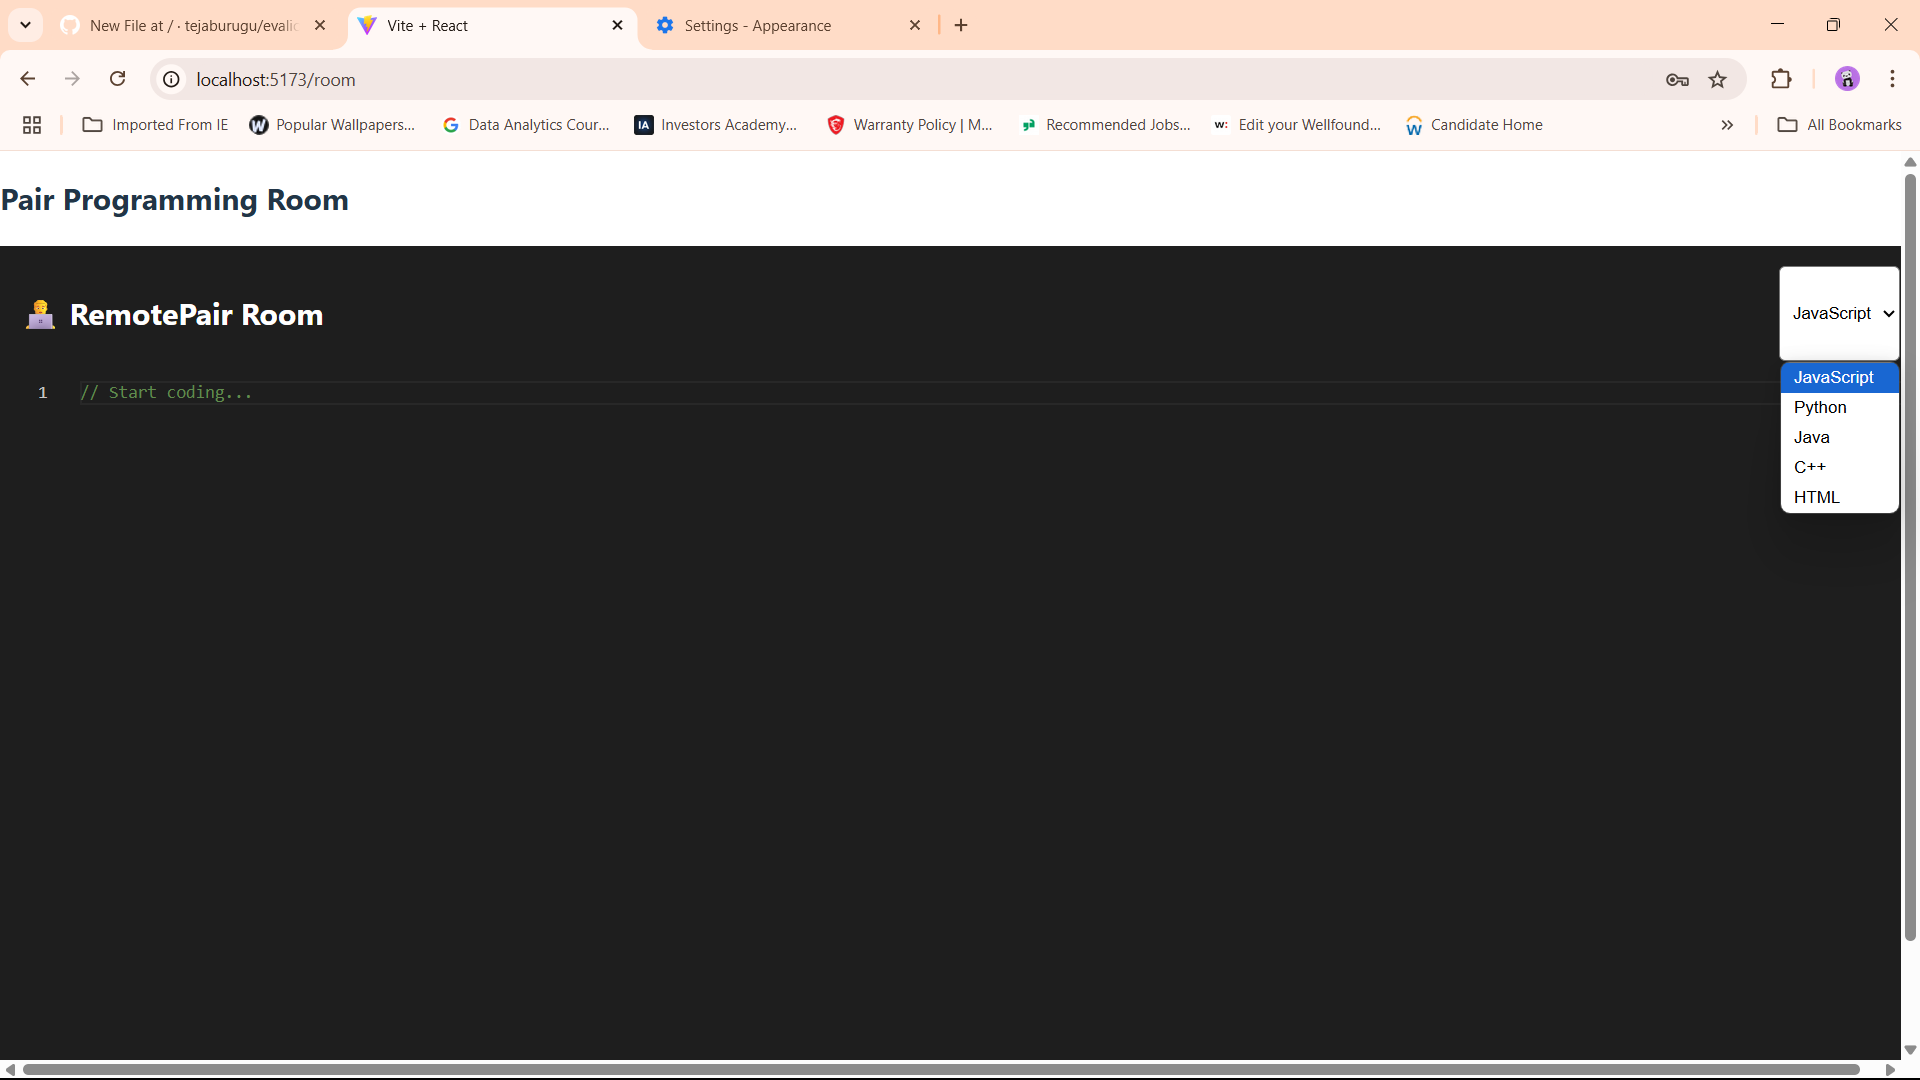 New File at / · tejaburugu/evalic
Vite + React
Settings - Appearance
localhost:5173/room
Imported From IE
Popular Wallpapers...
Data Analytics Cour...
IA
Investors Academy...
Warranty Policy | M...
Recommended Jobs...
w:
Edit your Wellfound...
Candidate Home
All Bookmarks
Pair Programming Room
RemotePair Room
JavaScript
1 // Start coding...
JavaScript
Python
Java
C++
HTML